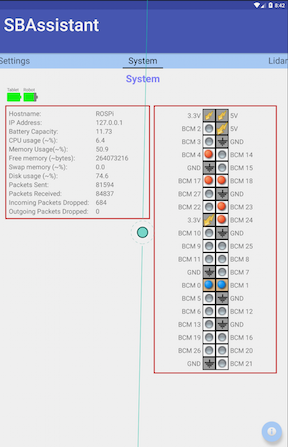 8:42
SBAssistant
Settings System Lidar
System
Tablet Robot
Hostname: ROSPi
IP Address: 127.0.0.1
Battery Capacity: 11.73
CPU usage (~%): 6.4
Memory Usage(~%): 50.9
Free memory (~bytes): 264073216
Swap memory (~%): 0.0
Disk usage (~%): 74.6
Packets Sent: 81594
Packets Received: 84837
Incoming Packets Dropped: 684
Outgoing Packets Dropped: 0
3.3V 5V
BCM 2 5V
BCM 3 GND
BCM 4 BCM 14
GND BCM 15
BCM 17 BCM 18
BCM 27 GND
BCM 22 BCM 23
3.3V BCM 24
BCM 10 GND
BCM 9 BCM 25
BCM 11 BCM 8
GND BCM 7
BCM 0 BCM 1
BCM 5 GND
BCM 6 BCM 12
BCM 13 GND
BCM 19 BCM 16
BCM 26 BCM 20
GND BCM 21